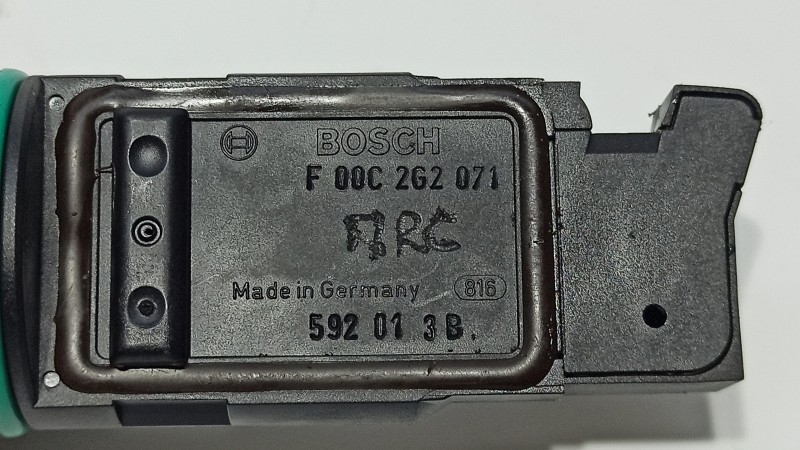 BOSCH
F 00C 2G2 071
Made in Germany 816
592 01 3 B.